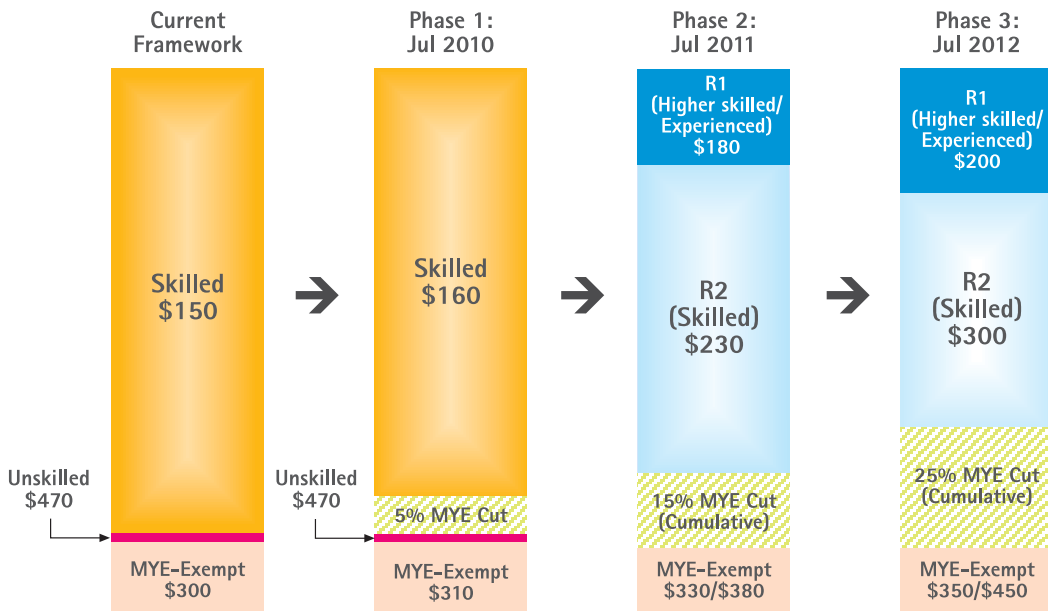 Current
Framework
Skilled
$150
Unskilled
$470
MYE-Exempt
$300
Phase 1:
Jul 2010
Skilled
$160
5% MYE Cut
Unskilled
$470
MYE-Exempt
$310
Phase 2:
Jul 2011
R1
(Higher skilled/
Experienced)
$180
R2
(Skilled)
$230
15% MYE Cut
(Cumulative)
MYE-Exempt
$330/$380
Phase 3:
Jul 2012
R1
(Higher skilled/
Experienced)
$200
R2
(Skilled)
$300
25% MYE Cut
(Cumulative)
MYE-Exempt
$350/$450